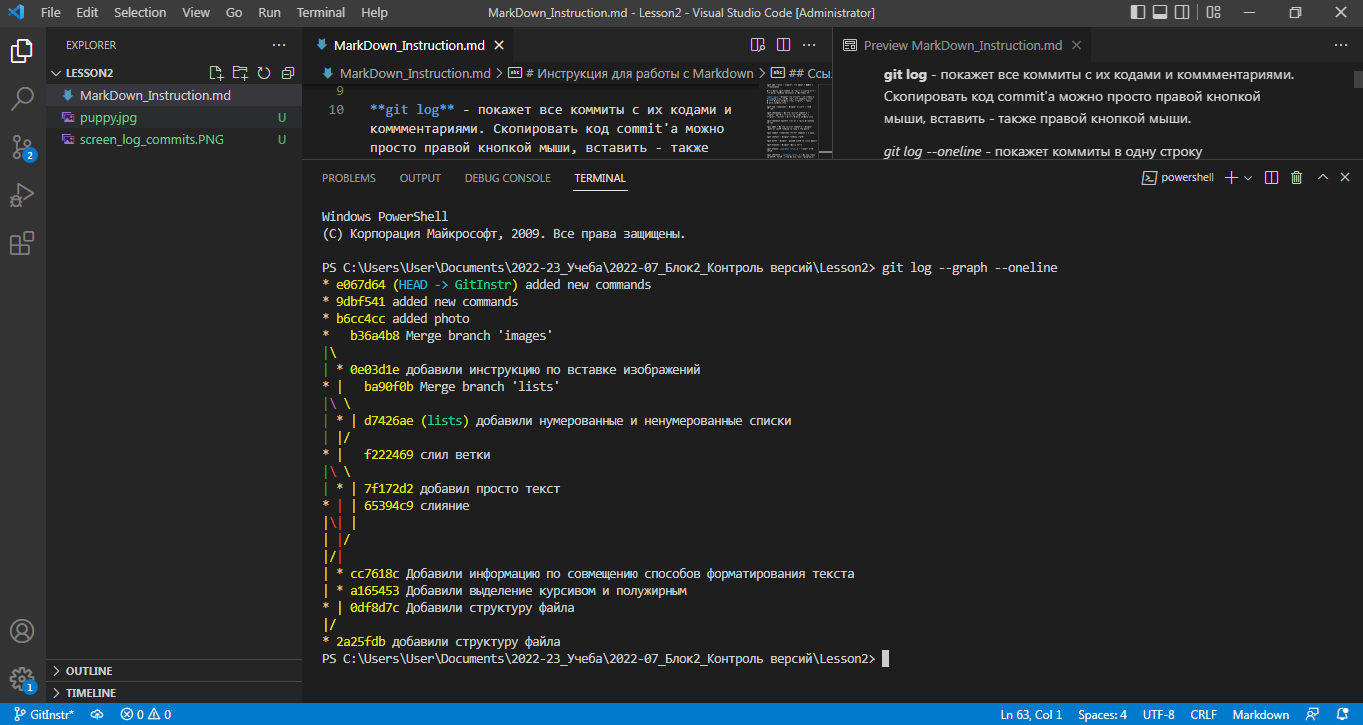 File Edit Selection View Go Run Terminal Help MarkDown_Instruction.md - Lesson2 - Visual Studio Code [Administrator]
EXPLORER
LESSON2
MarkDown_Instruction.md
puppy.jpg U
screen_log_commits.PNG U
2
MarkDown_Instruction.md
MarkDown_Instruction.md > # Инструкция для работы с Markdown > ## Ссы.
9
10 **git log** - покажет все коммиты с их кодами и
коммментариями. Скопировать код commit'а можно
просто правой кнопкой мыши, вставить - также
Preview MarkDown_Instruction.md
git log - покажет все коммиты с их кодами и коммментариями.
Скопировать код commit'а можно просто правой кнопкой
мыши, вставить - также правой кнопкой мыши.
git log --oneline - покажет коммиты в одну строку
PROBLEMS OUTPUT DEBUG CONSOLE TERMINAL powershell
Windows PowerShell
(C) Корпорация Майкрософт, 2009. Все права защищены.
PS C:\Users\User\Documents\2022-23_Учеба\2022-07_Блок2_Контроль версий\Lesson2> git log --graph --oneline
* e067d64 (HEAD -> GitInstr) added new commands
* 9dbf541 added new commands
* b6cc4cc added photo
*   b36a4b8 Merge branch 'images'
|\
| * 0e03d1e добавили инструкцию по вставке изображений
* |   ba90f0b Merge branch 'lists'
|\ \
| * | d7426ae (lists) добавили нумерованные и ненумерованные списки
| |/
* |   f222469 слил ветки
|\ \
| * | 7f172d2 добавил просто текст
* | | 65394c9 слияние
|\| |
| |/
|/|
| * cc7618c Добавили информацию по совмещению способов форматирования текста
| * a165453 Добавили выделение курсивом и полужирным
* | 0df8d7c Добавили структуру файла
|/
* 2a25fdb добавили структуру файла
PS C:\Users\User\Documents\2022-23_Учеба\2022-07_Блок2_Контроль версий\Lesson2>
OUTLINE
TIMELINE
1
GitInstr* 0 0 Ln 63, Col 1 Spaces: 4 UTF-8 CRLF Markdown